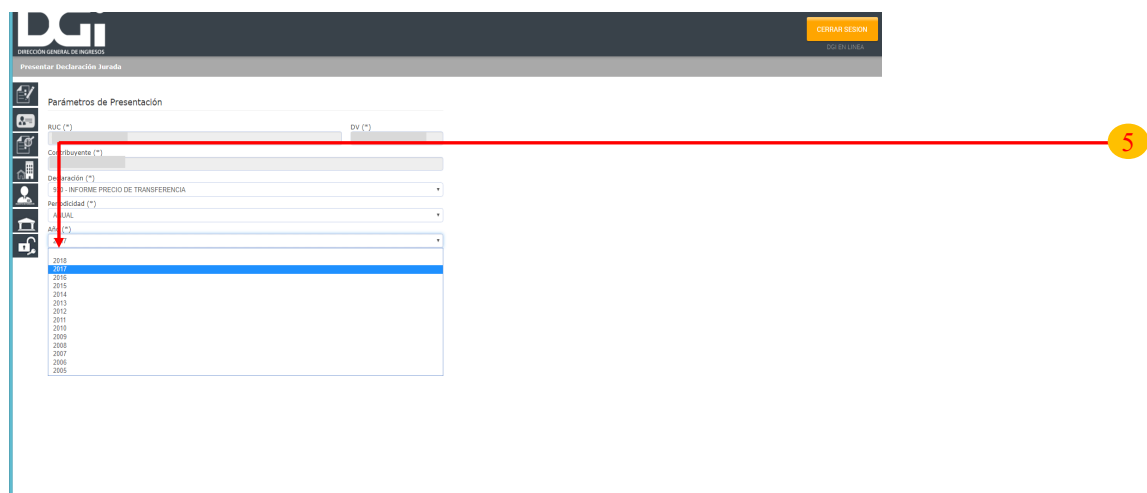 DGi
DIRECCIÓN GENERAL DE INGRESOS
CERRAR SESION
DGI EN LINEA
Presentar Declaración Jurada
Parámetros de Presentación
RUC (*) DV (*)
5
Contribuyente (*)
Declaración (*)
930 - INFORME PRECIO DE TRANSFERENCIA
Periodicidad (*)
ANUAL
Año (*)
2017
2018
2017
2016
2015
2014
2013
2012
2011
2010
2009
2008
2007
2006
2005